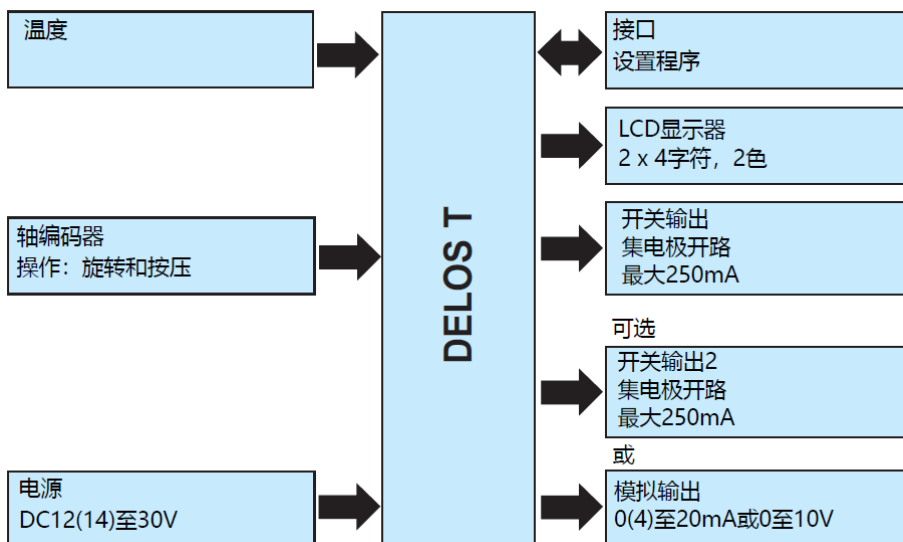 温度
轴编码器
操作：旋转和按压
电源
DC12(14)至30V
DELOS T
接口
设置程序
LCD显示器
2 x 4字符，2色
开关输出
集电极开路
最大250mA
可选
开关输出2
集电极开路
最大250mA
或
模拟输出
0(4)至20mA或0至10V